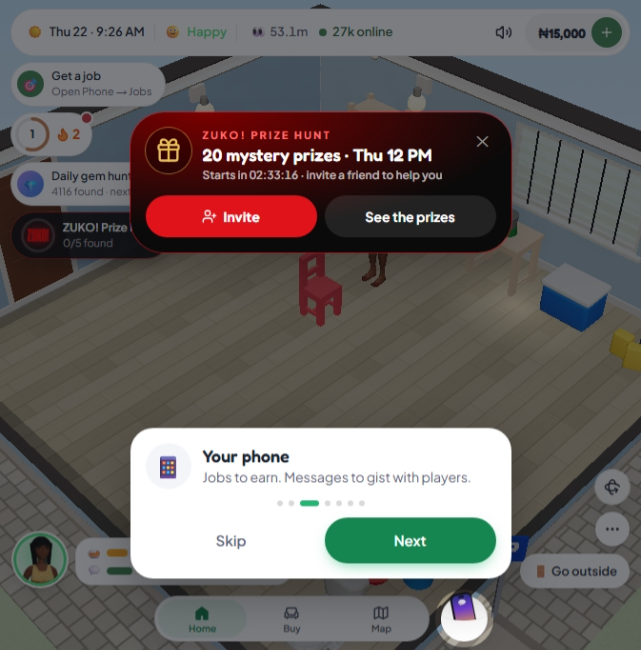 Thu 22 · 9:26 AM
Happy
53.1m
27k online
₦15,000
Get a job
Open Phone → Jobs
1
2
ZUKO! PRIZE HUNT
20 mystery prizes · Thu 12 PM
Starts in 02:33:16 · invite a friend to help you
Invite
See the prizes
Daily gem hunt
4116 found · next
ZUKO!
ZUKO! Prize
0/5 found
Your phone
Jobs to earn. Messages to gist with players.
Skip
Next
Go outside
Home
Buy
Map